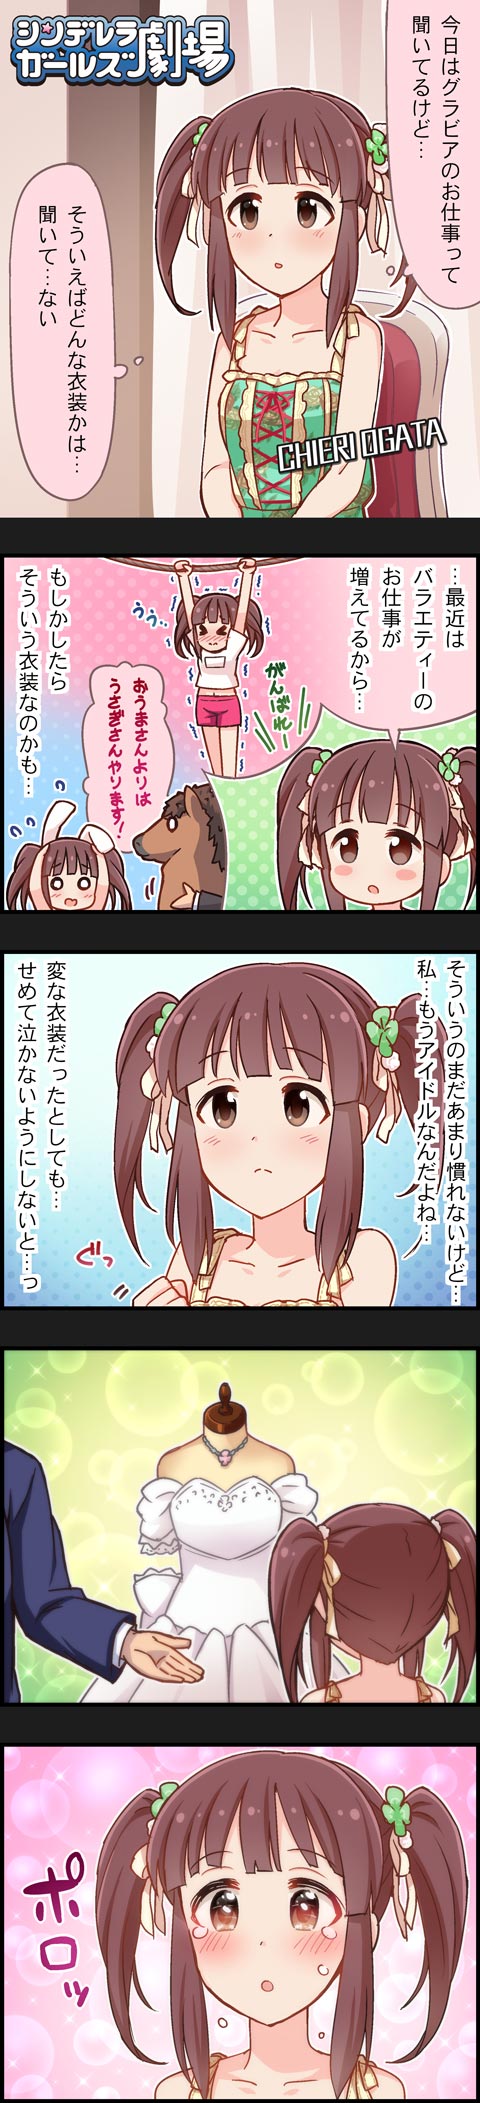 シンデレラ
ガールズ劇場
今日はグラビアのお仕事って
聞いてるけど…
そういえばどんな衣装かは…
聞いて…ない
CHIERI OGATA
…最近は
バラエティーの
お仕事が
増えてるから…
うぅ…
がんばれー
おうまさんよりは
うさぎさんやります!
もしかしたら
そういう衣装なのかも…
そういうのまだあまり慣れないけど…
私…もうアイドルなんだよね…
変な衣装だったとしても…
せめて泣かないようにしないと…っ
ぐっ
ポロッ